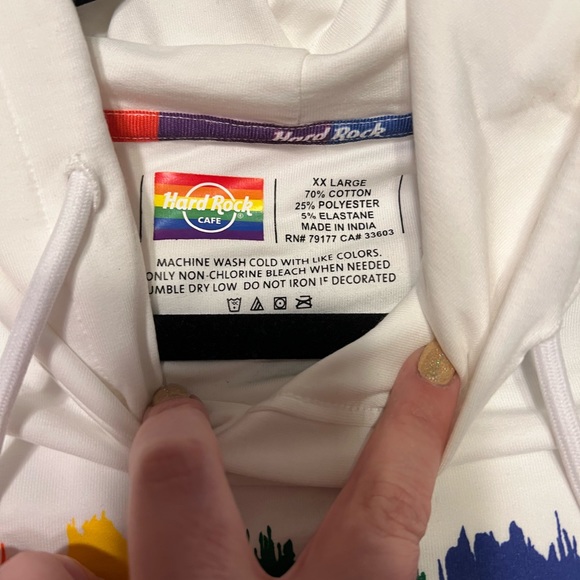 Hard Rock
Hard Rock
CAFE
XX LARGE
70% COTTON
25% POLYESTER
5% ELASTANE
MADE IN INDIA
RN# 79177 CA# 33603
MACHINE WASH COLD WITH LIKE COLORS.
ONLY NON-CHLORINE BLEACH WHEN NEEDED
UMBLE DRY LOW DO NOT IRON IF DECORATED